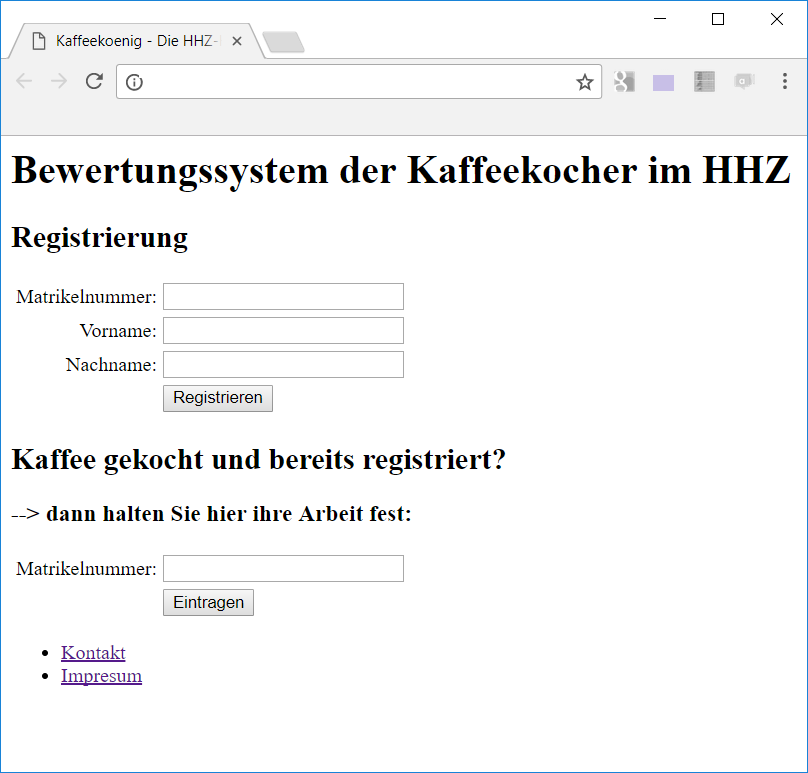 Kaffeekoenig - Die HHZ-
Bewertungssystem der Kaffeekocher im HHZ
Registrierung
Matrikelnummer:
Vorname:
Nachname:
Registrieren
Kaffee gekocht und bereits registriert?
--> dann halten Sie hier ihre Arbeit fest:
Matrikelnummer:
Eintragen
Kontakt
Impresum